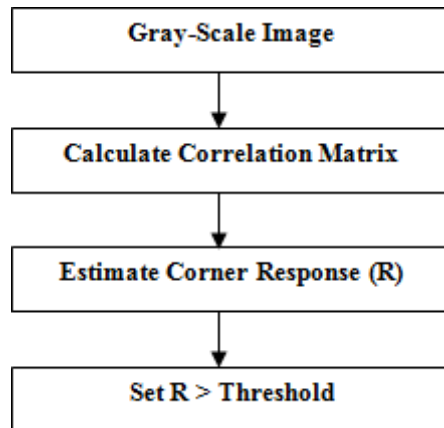 Gray-Scale Image
Calculate Correlation Matrix
Estimate Corner Response (R)
Set R > Threshold